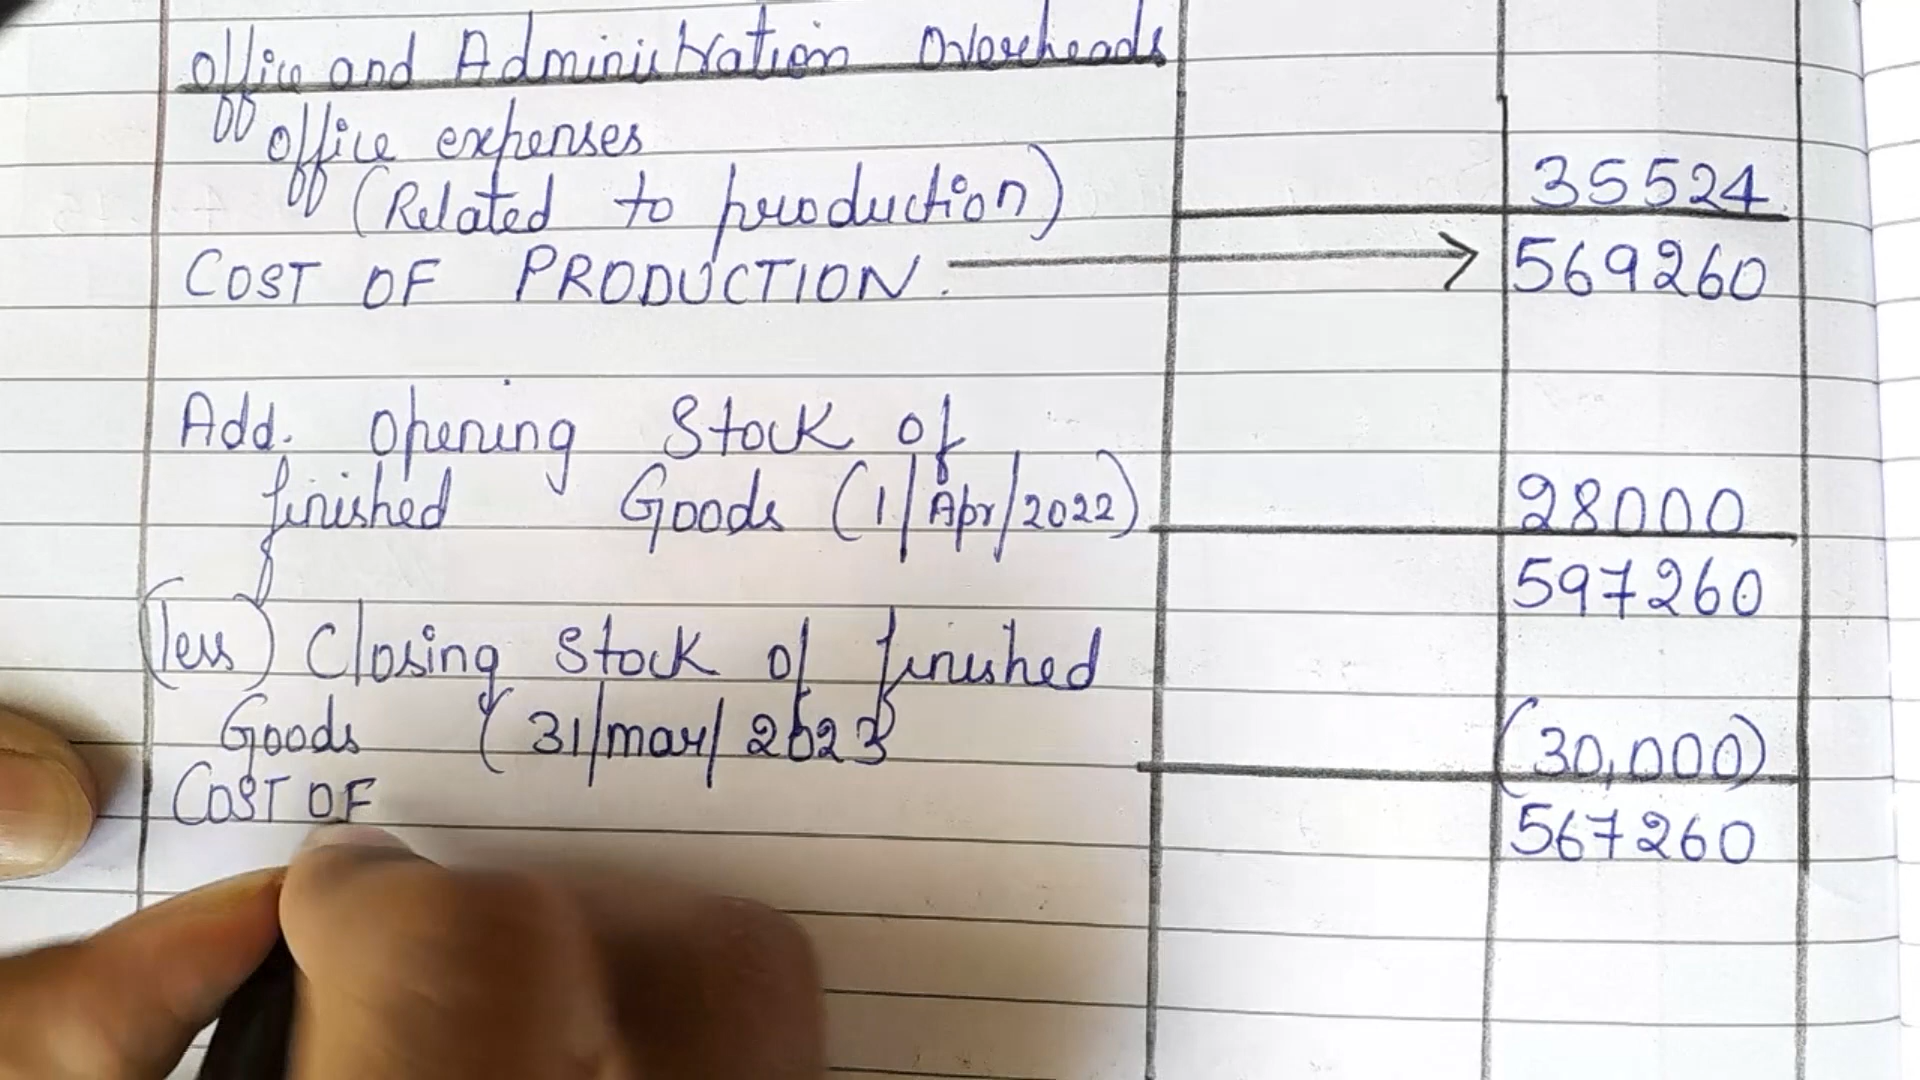 Office and Administration Overheads
office expenses
(Related to production) 35524
COST OF PRODUCTION. → 569260
Add. Opening Stock of
finished Goods (1/Apr/2022) 28000
597260
(less) Closing Stock of finished
Goods (31/mar/2023 (30,000)
COST OF 567260